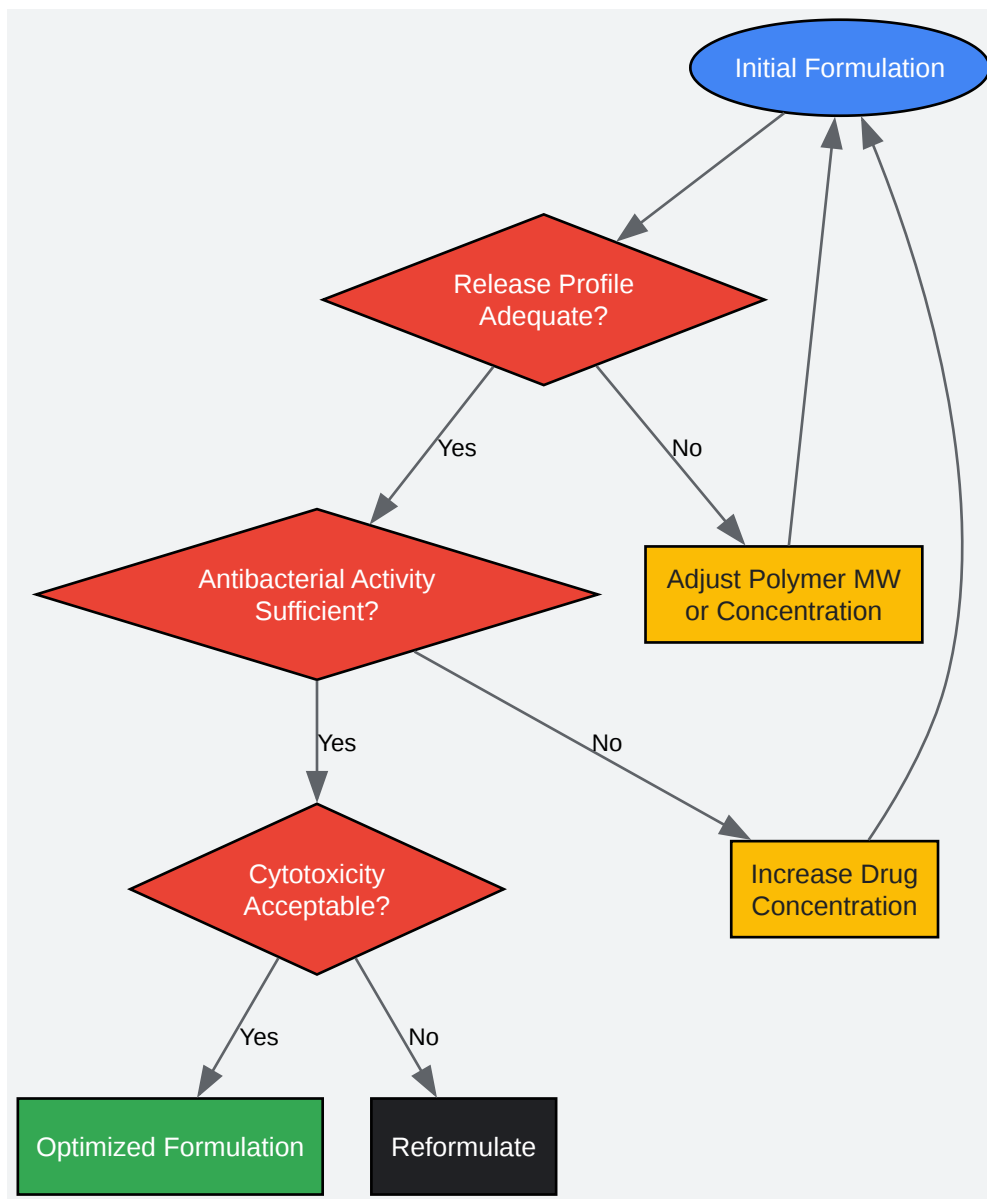 Initial Formulation
Release Profile
Adequate?
Yes
No
Antibacterial Activity
Sufficient?
Adjust Polymer MW
or Concentration
Yes
No
Cytotoxicity
Acceptable?
Increase Drug
Concentration
Yes
No
Optimized Formulation
Reformulate